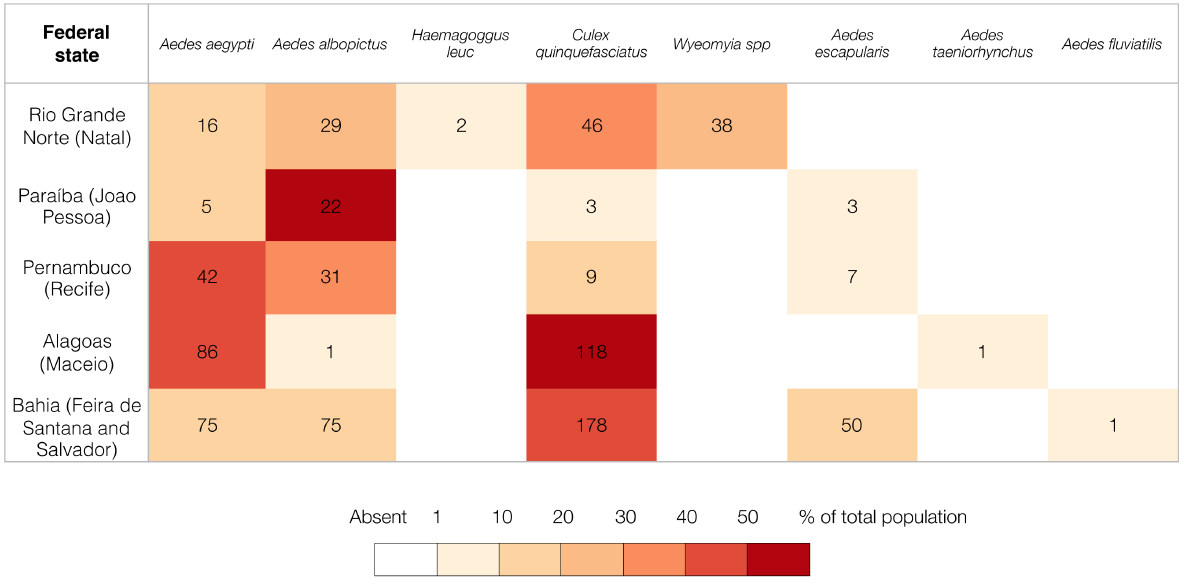 Federal state
Aedes aegypti
Aedes albopictus
Haemagoggus leuc
Culex quinquefasciatus
Wyeomyia spp
Aedes escapularis
Aedes taeniorhynchus
Aedes fluviatilis
Rio Grande Norte (Natal)
16 29 2 46 38
Paraíba (Joao Pessoa)
5 22 3 3
Pernambuco (Recife)
42 31 9 7
Alagoas (Maceio)
86 1 118 1
Bahia (Feira de Santana and Salvador)
75 75 178 50 1
Absent 1 10 20 30 40 50 % of total population